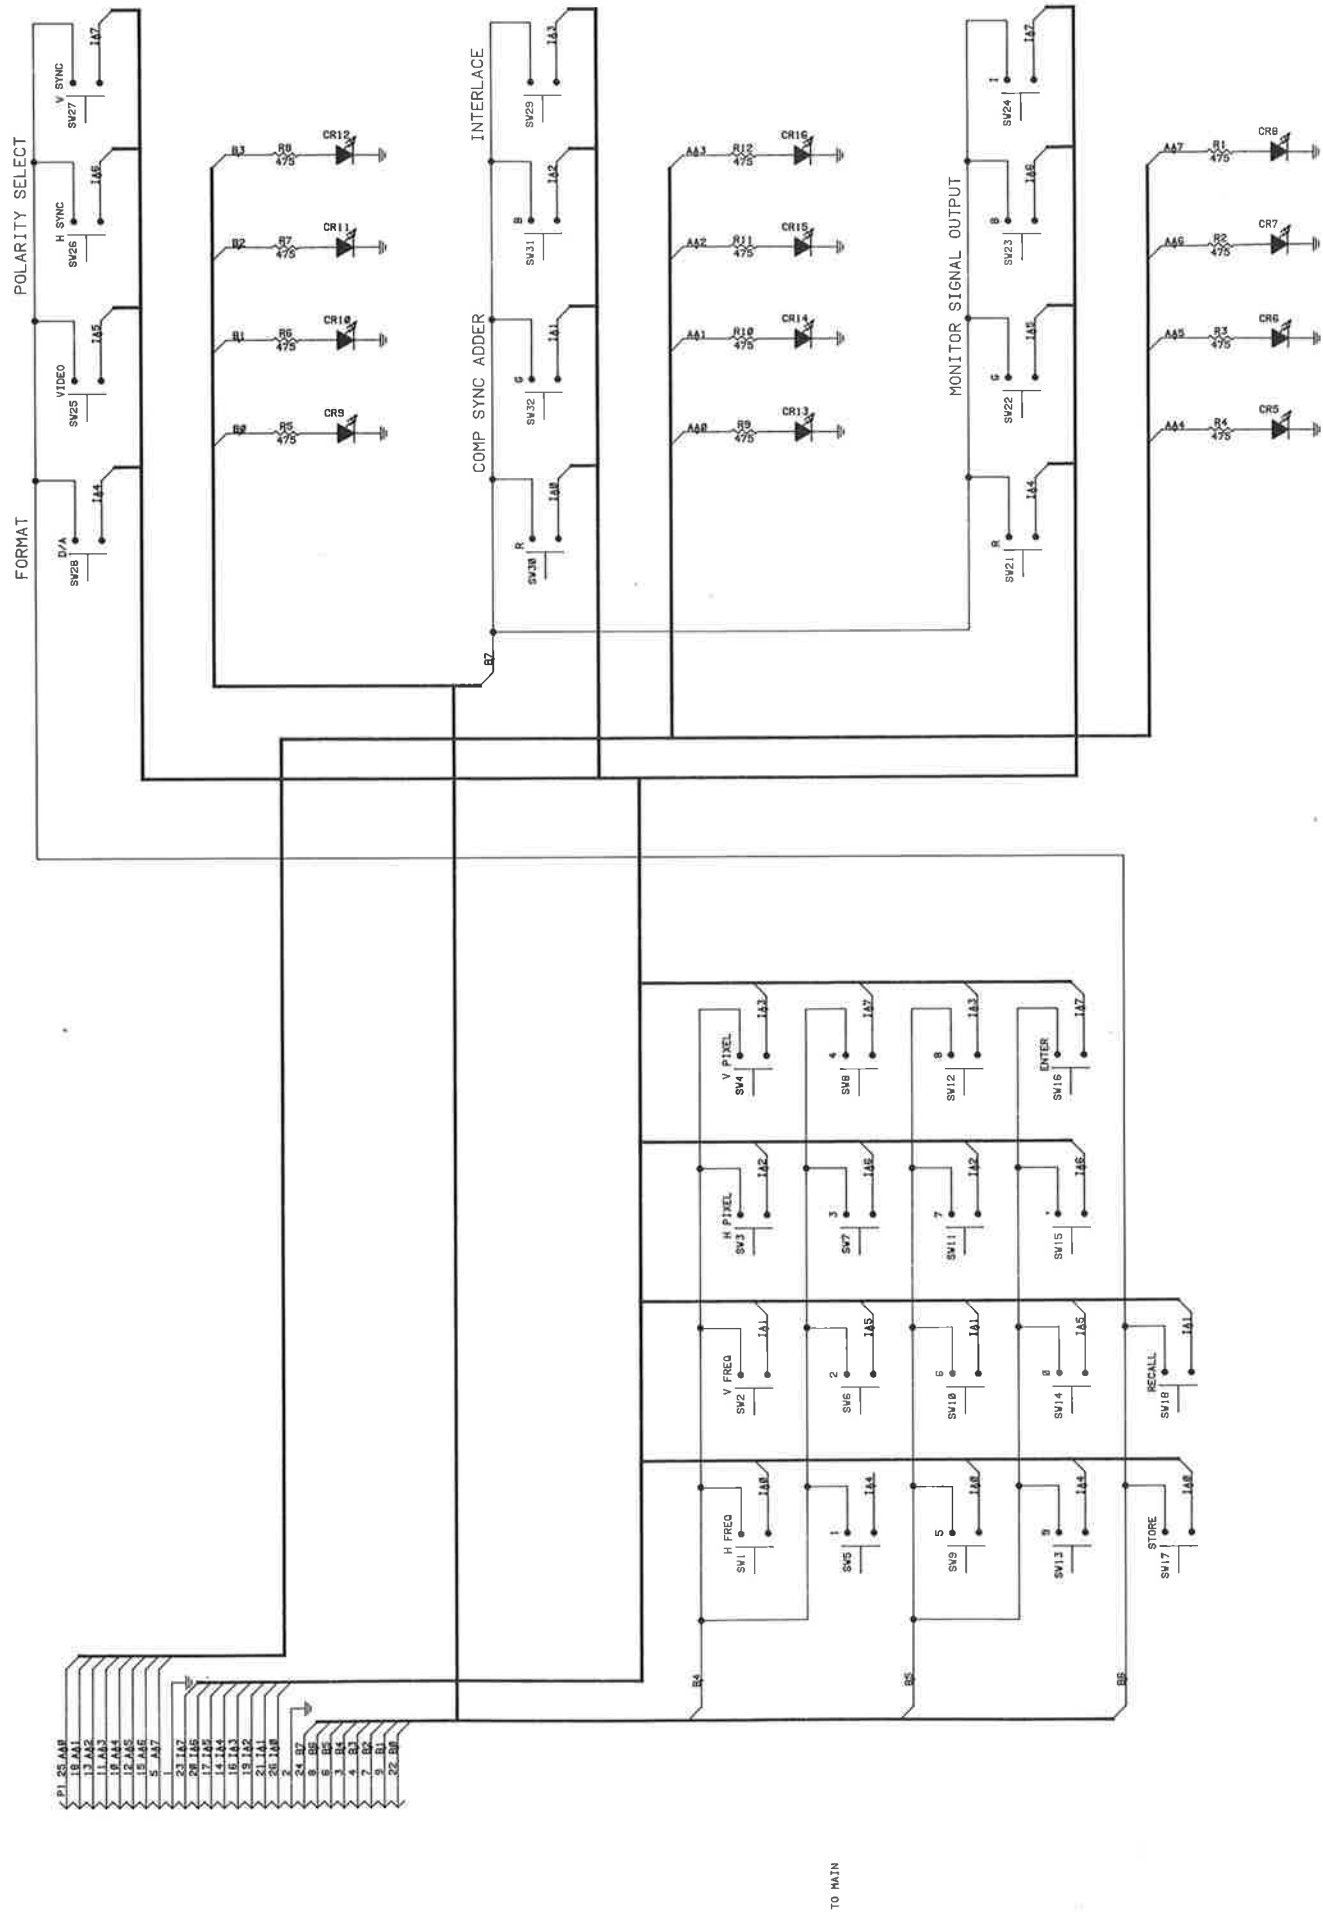 POLARITY SELECT
FORMAT
V SYNC
SW27
IA7
H SYNC
SW26
IA6
VIDEO
SW25
IA5
D/A
SW28
IA4
B3
R8
475
CR12
B2
R7
475
CR11
B1
R6
475
CR10
B0
R5
475
CR9
INTERLACE
COMP SYNC ADDER
SW29
IA3
B
SW31
IA2
G
SW32
IA1
R
SW30
IA0
B7
AA3
R12
475
CR16
AA2
R11
475
CR15
AA1
R10
475
CR14
AA0
R9
475
CR13
MONITOR SIGNAL OUTPUT
I
SW24
IA7
B
SW23
IA6
G
SW22
IA5
R
SW21
IA4
AA7
R1
475
CR8
AA6
R2
475
CR7
AA5
R3
475
CR6
AA4
R4
475
CR5
V PIXEL
SW4
IA3
4
SW8
IA7
8
SW12
IA3
ENTER
SW16
IA7
H PIXEL
SW3
IA2
3
SW7
IA6
7
SW11
IA2
SW15
IA6
V FREQ
SW2
IA1
2
SW6
IA5
6
SW10
IA1
0
SW14
IA5
RECALL
SW18
IA1
H FREQ
SW1
IA0
1
SW5
IA4
5
SW9
IA0
9
SW13
IA4
STORE
SW17
IA0
B4
B5
B6
P1 25 AA0
18 AA1
13 AA2
11 AA3
10 AA4
12 AA5
15 AA6
5 AA7
1
23 IA7
20 IA6
17 IA5
14 IA4
16 IA3
19 IA2
21 IA1
26 IA0
2
24 B7
8 B6
6 B5
3 B4
4 B3
7 B2
9 B1
22 B0
TO MAIN